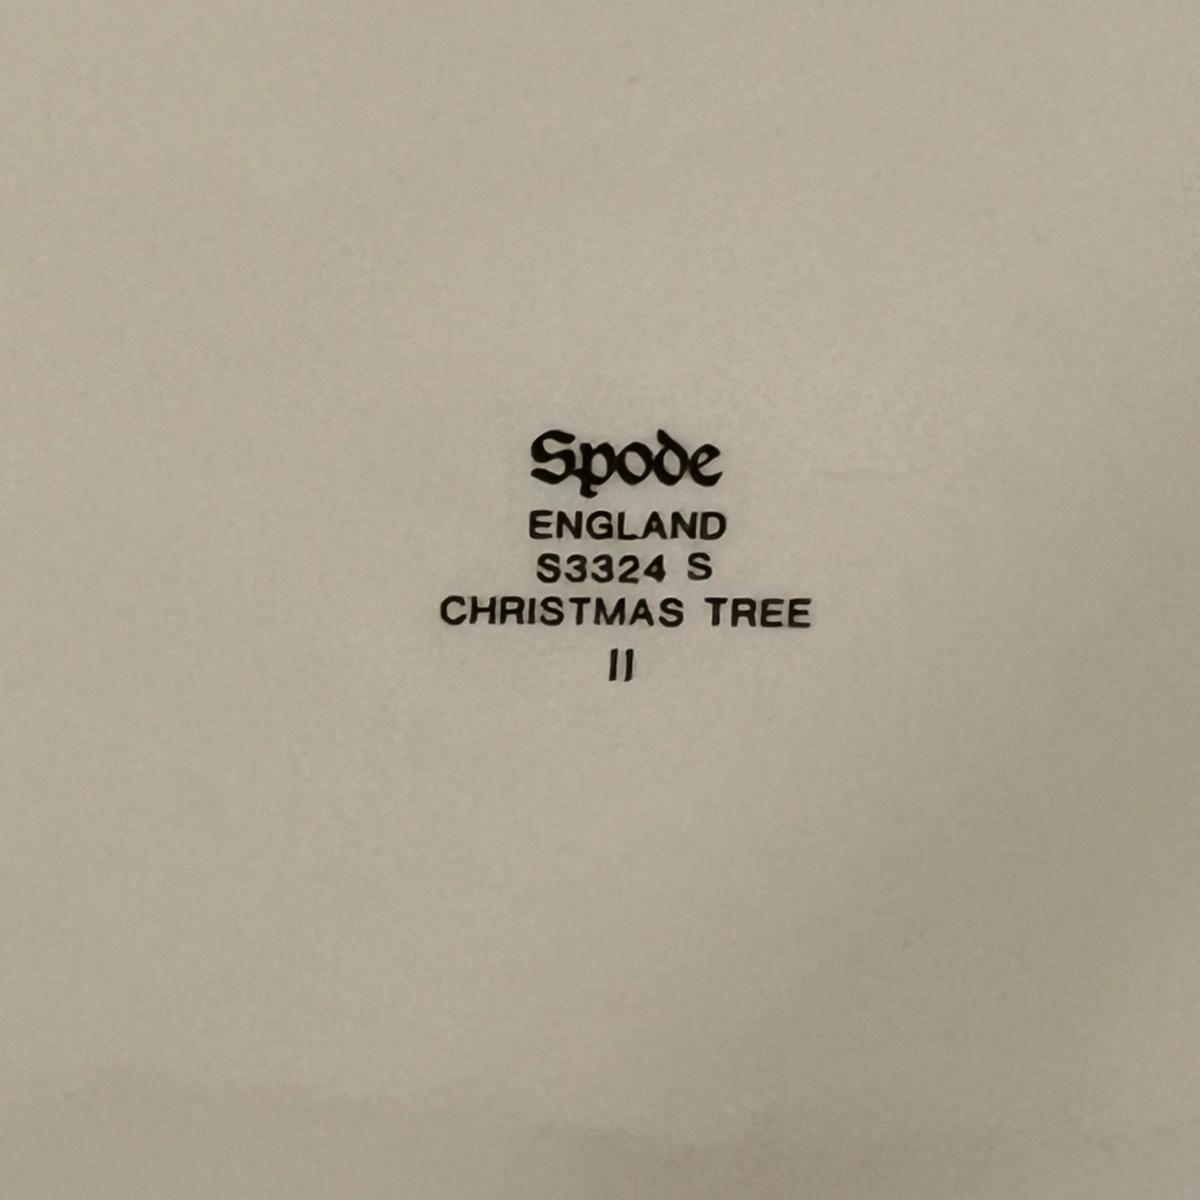 Spode
ENGLAND
S3324 S
CHRISTMAS TREE
II